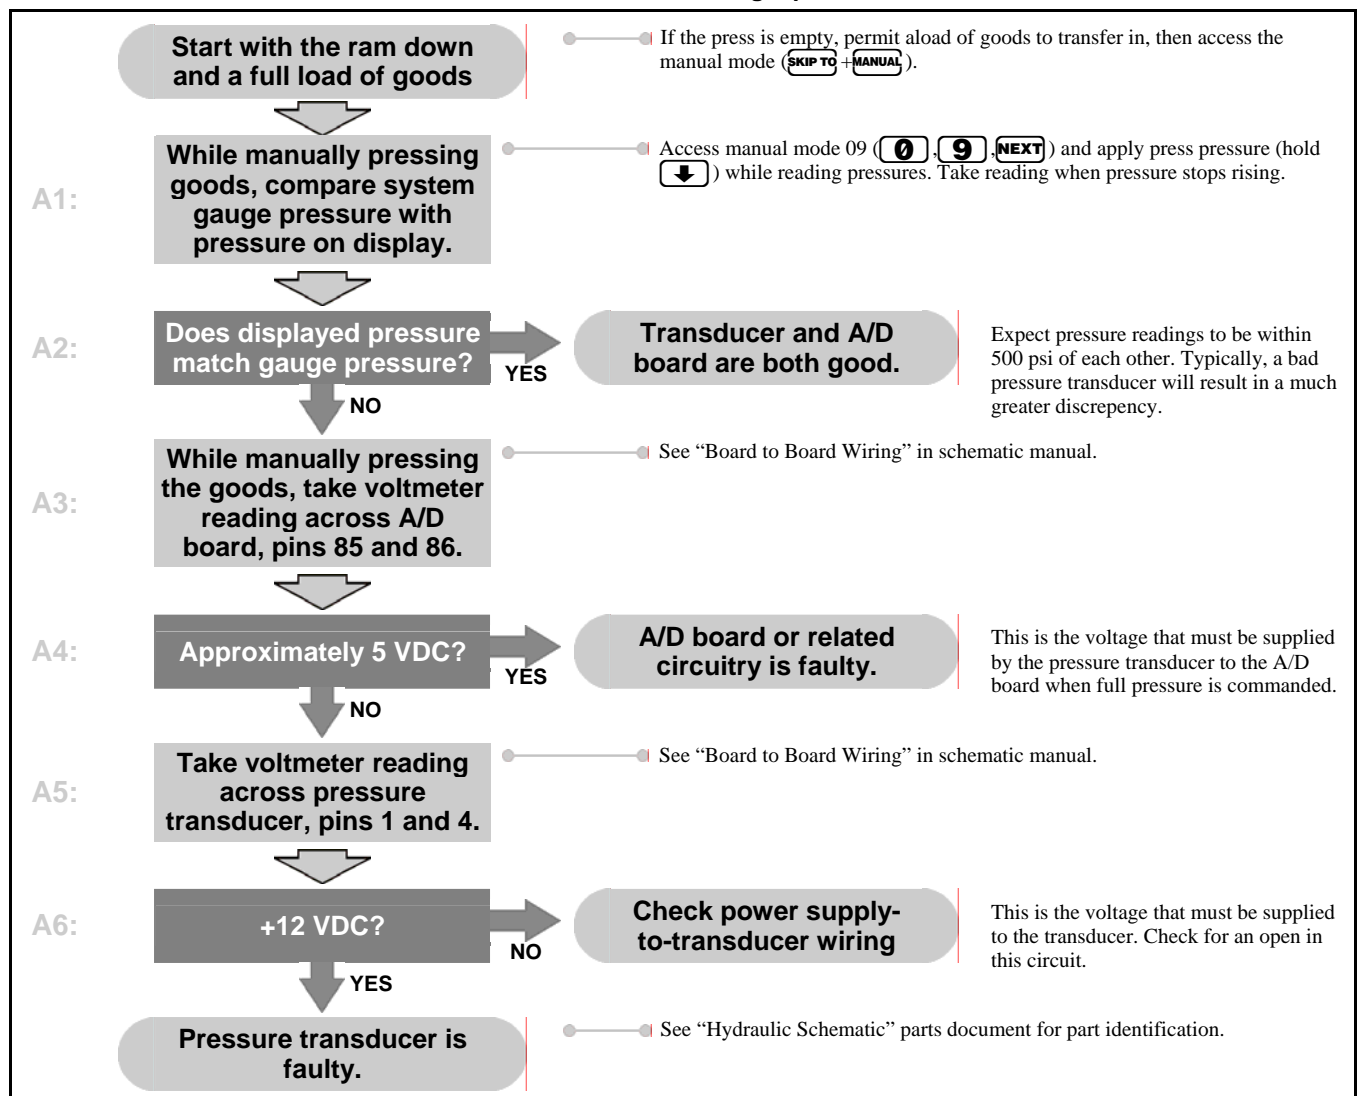 Start with the ram down
and a full load of goods
If the press is empty, permit aload of goods to transfer in, then access the
manual mode (SKIP TO+MANUAL).
A1:
While manually pressing
goods, compare system
gauge pressure with
pressure on display.
Access manual mode 09 (0,9,NEXT) and apply press pressure (hold
) while reading pressures. Take reading when pressure stops rising.
A2:
Does displayed pressure
match gauge pressure?
YES
NO
Transducer and A/D
board are both good.
Expect pressure readings to be within
500 psi of each other. Typically, a bad
pressure transducer will result in a much
greater discrepency.
A3:
While manually pressing
the goods, take voltmeter
reading across A/D
board, pins 85 and 86.
See “Board to Board Wiring” in schematic manual.
A4:
Approximately 5 VDC?
YES
NO
A/D board or related
circuitry is faulty.
This is the voltage that must be supplied
by the pressure transducer to the A/D
board when full pressure is commanded.
A5:
Take voltmeter reading
across pressure
transducer, pins 1 and 4.
See “Board to Board Wiring” in schematic manual.
A6:
+12 VDC?
NO
YES
Check power supply-
to-transducer wiring
This is the voltage that must be supplied
to the transducer. Check for an open in
this circuit.
Pressure transducer is
faulty.
See “Hydraulic Schematic” parts document for part identification.